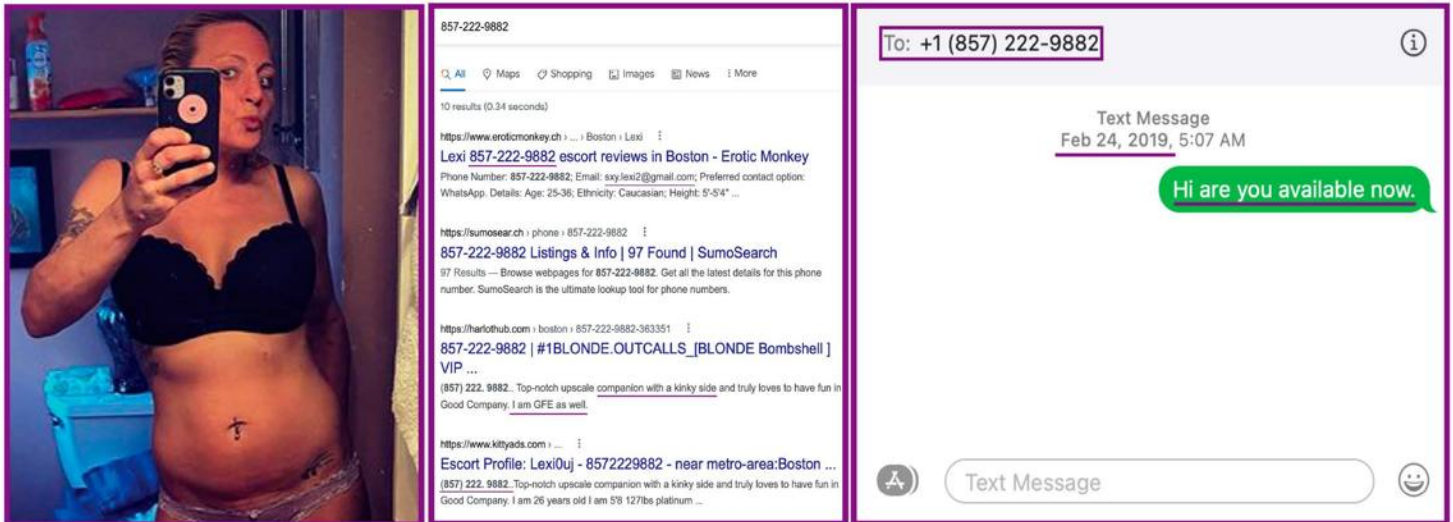 857-222-9882
All Maps Shopping Images News More
10 results (0.34 seconds)
https://www.eroticmonkey.ch › ... › Boston › Lexi
Lexi 857-222-9882 escort reviews in Boston - Erotic Monkey
Phone Number: 857-222-9882; Email: sxy.lexi2@gmail.com; Preferred contact option:
WhatsApp. Details: Age: 25-36; Ethnicity: Caucasian; Height: 5'-5'4" ...
https://sumosear.ch › phone › 857-222-9882
857-222-9882 Listings & Info | 97 Found | SumoSearch
97 Results — Browse webpages for 857-222-9882. Get all the latest details for this phone
number. SumoSearch is the ultimate lookup tool for phone numbers.
https://harlothub.com › boston › 857-222-9882-363351
857-222-9882 | #1BLONDE.OUTCALLS_[BLONDE Bombshell ]
VIP ...
(857) 222. 9882.. Top-notch upscale companion with a kinky side and truly loves to have fun in
Good Company. I am GFE as well.
https://www.kittyads.com › ...
Escort Profile: Lexi0uj - 8572229882 - near metro-area:Boston ...
(857) 222. 9882..Top-notch upscale companion with a kinky side and truly loves to have fun in
Good Company. I am 26 years old I am 5'8 127lbs platinum ...
To: +1 (857) 222-9882
Text Message
Feb 24, 2019, 5:07 AM
Hi are you available now.
Text Message